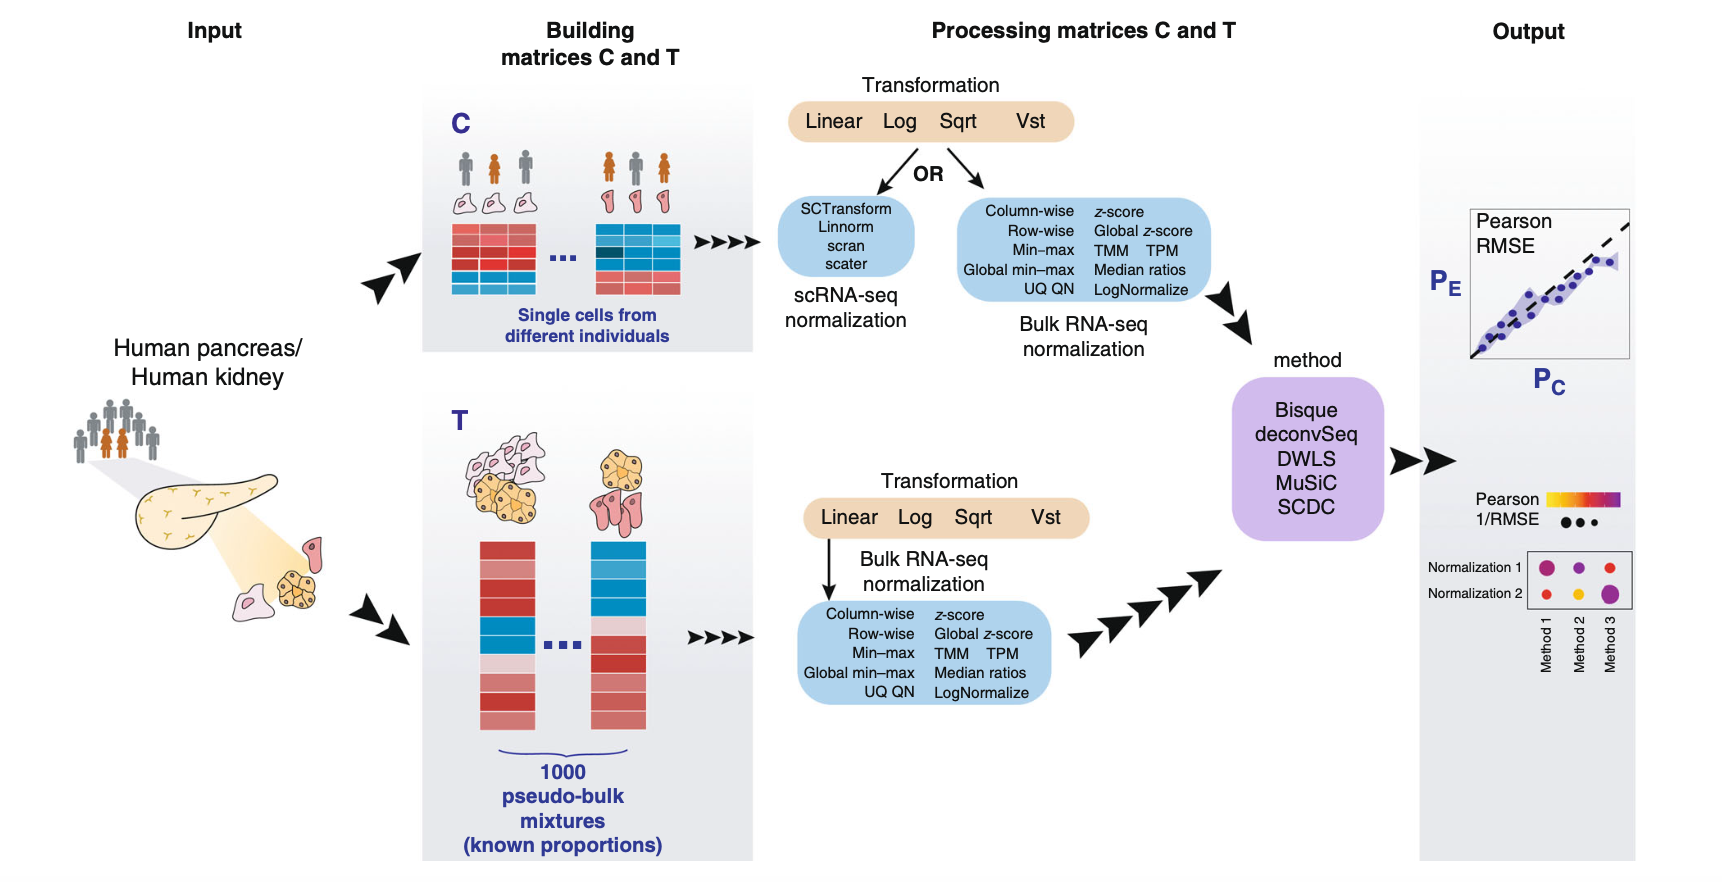 Input
Building
matrices C and T
Processing matrices C and T
Output
C
Single cells from
different individuals
Transformation
Linear Log Sqrt Vst
OR
SCTransform
Linnorm
scran
scater
scRNA-seq
normalization
Column-wise z-score
Row-wise Global z-score
Min–max TMM TPM
Global min–max Median ratios
UQ QN LogNormalize
Bulk RNA-seq
normalization
Human pancreas/
Human kidney
T
1000
pseudo-bulk
mixtures
(known proportions)
Transformation
Linear Log Sqrt Vst
Bulk RNA-seq
normalization
Column-wise z-score
Row-wise Global z-score
Min–max TMM TPM
Global min–max Median ratios
UQ QN LogNormalize
method
Bisque
deconvSeq
DWLS
MuSiC
SCDC
Pearson
RMSE
PE
PC
Pearson
1/RMSE
Normalization 1
Normalization 2
Method 1
Method 2
Method 3